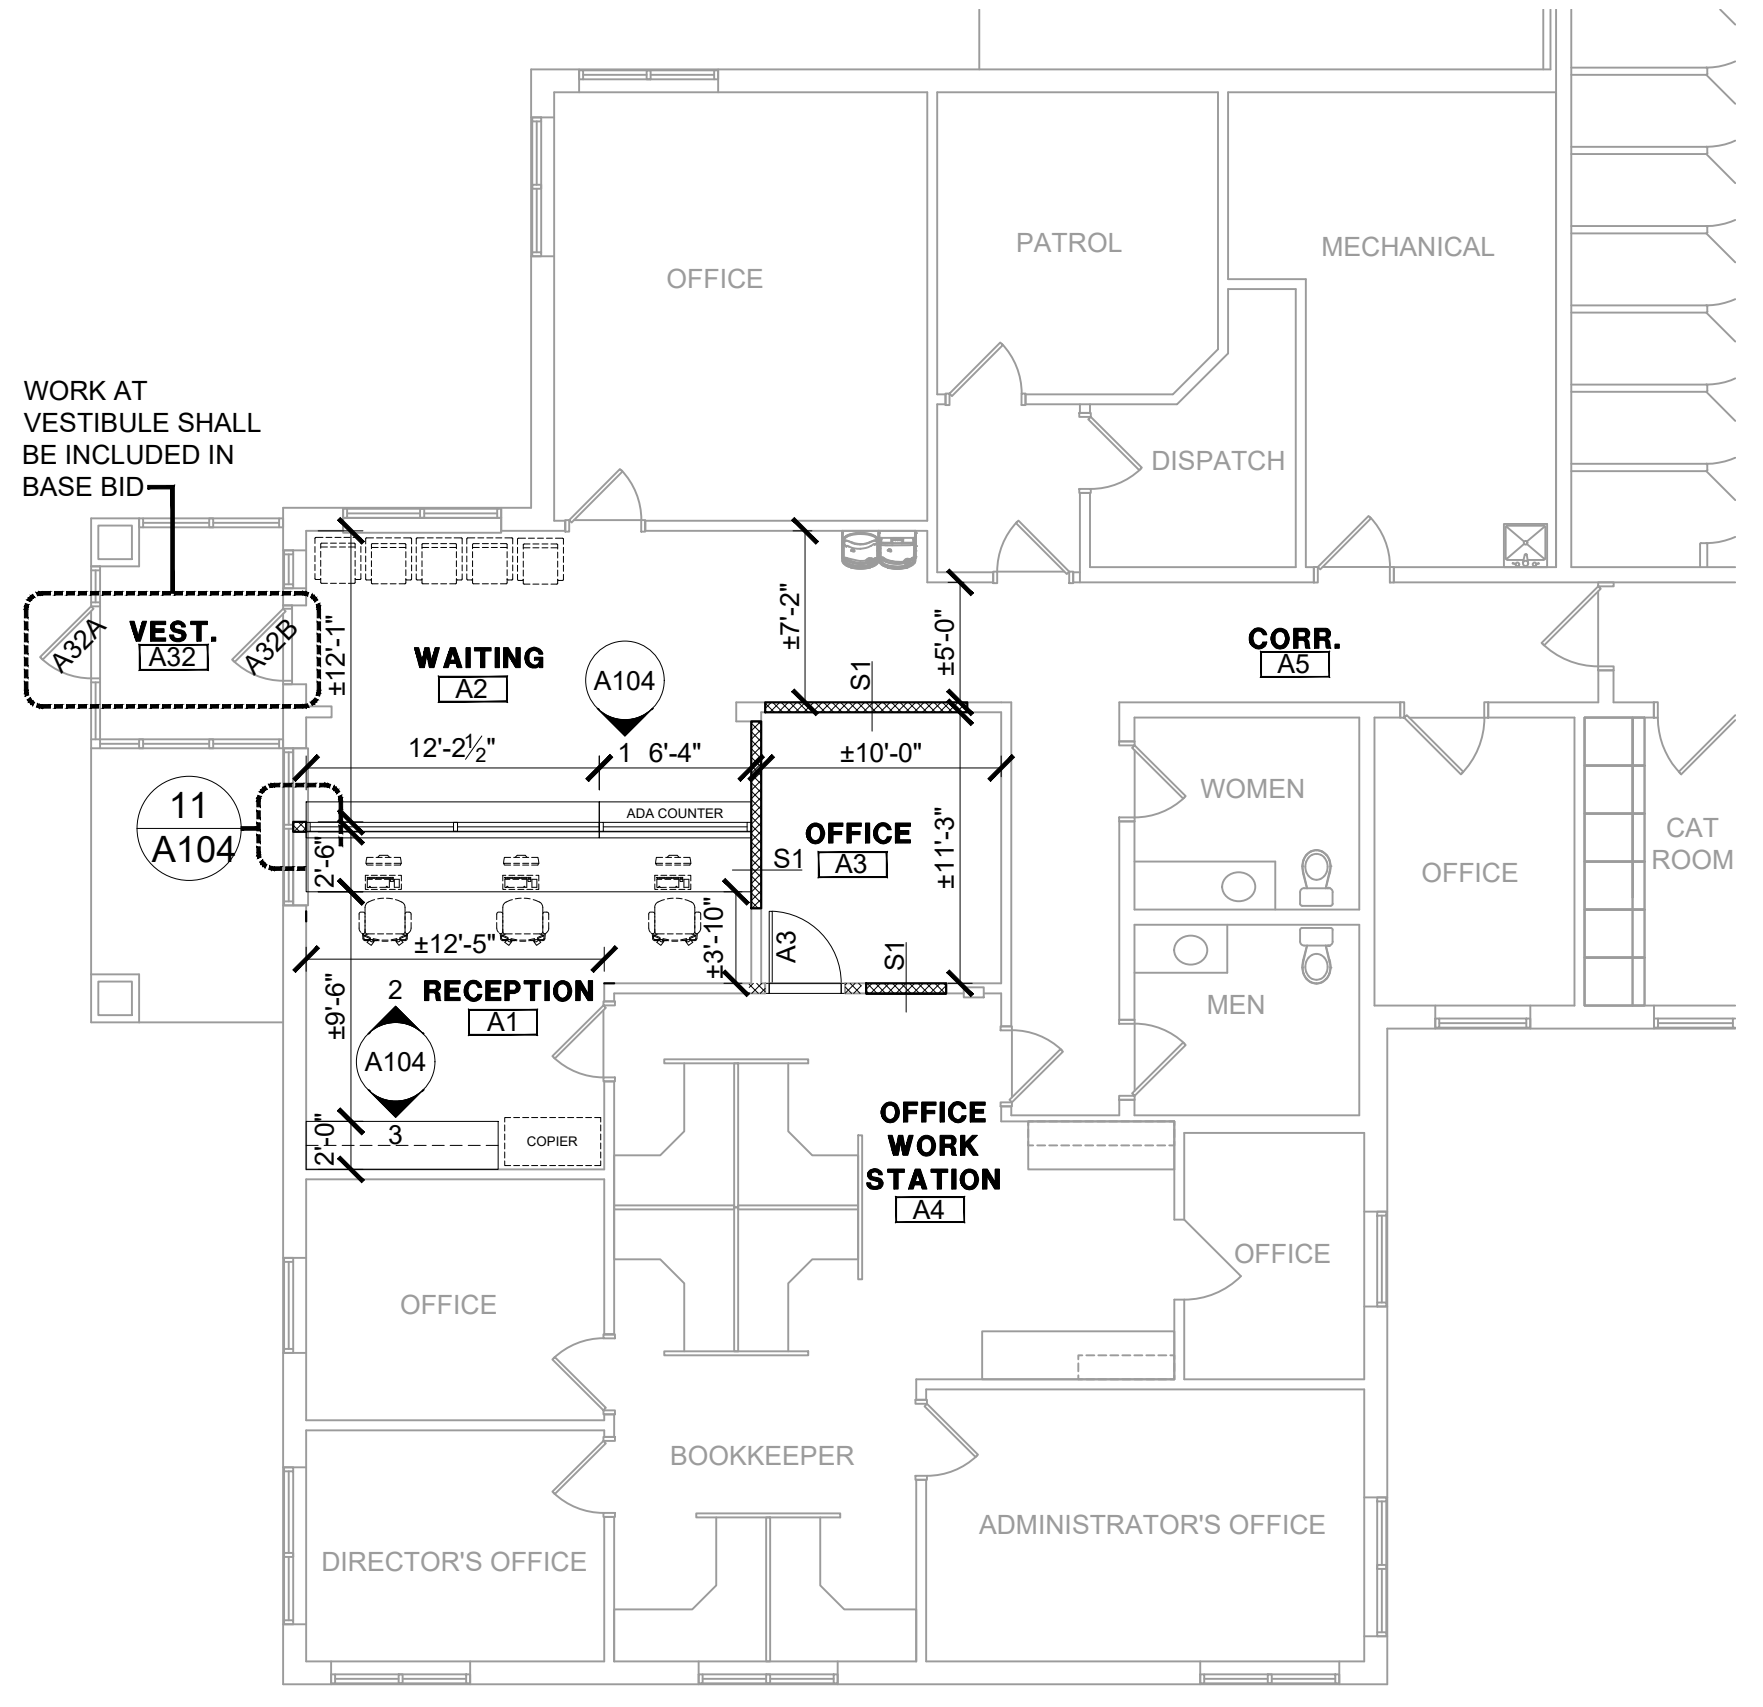 OFFICE
PATROL
MECHANICAL
WORK AT
VESTIBULE SHALL
BE INCLUDED IN
BASE BID
DISPATCH
A32A
VEST.
A32
A32B
±12'-1"
WAITING
A2
A104
1
±7'-2"
S1
±5'-0"
CORR.
A5
12'-2½"
6'-4"
±10'-0"
11
A104
ADA COUNTER
2'-6"
S1
OFFICE
A3
±11'-3"
WOMEN
OFFICE
CAT
ROOM
±12'-5"
±3'-10"
A3
S1
±9'-6"
2
RECEPTION
A1
A104
3
MEN
2'-0"
COPIER
OFFICE
WORK
STATION
A4
OFFICE
OFFICE
BOOKKEEPER
ADMINISTRATOR'S OFFICE
DIRECTOR'S OFFICE